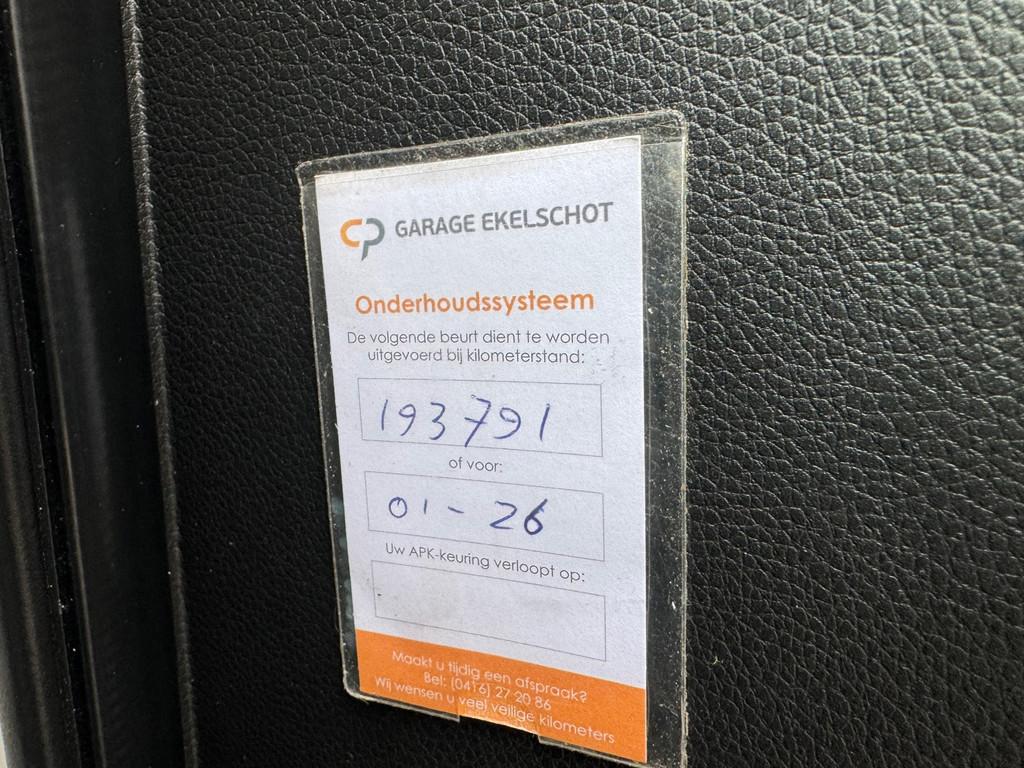 CP GARAGE EKELSCHOT
Onderhoudssysteem
De volgende beurt dient te worden
uitgevoerd bij kilometerstand:
193791
of voor:
01-26
Uw APK-keuring verloopt op:
Maakt u tijdig een afspraak?
Bel: (0416) 27 20 86
Wij wensen u veel veilige kilometers